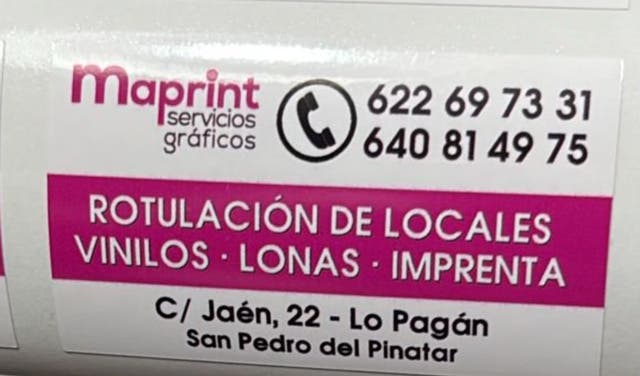 maprint
servicios
gráficos
622 69 73 31
640 81 49 75
ROTULACIÓN DE LOCALES
VINILOS · LONAS · IMPRENTA
C/ Jaén, 22 - Lo Pagán
San Pedro del Pinatar